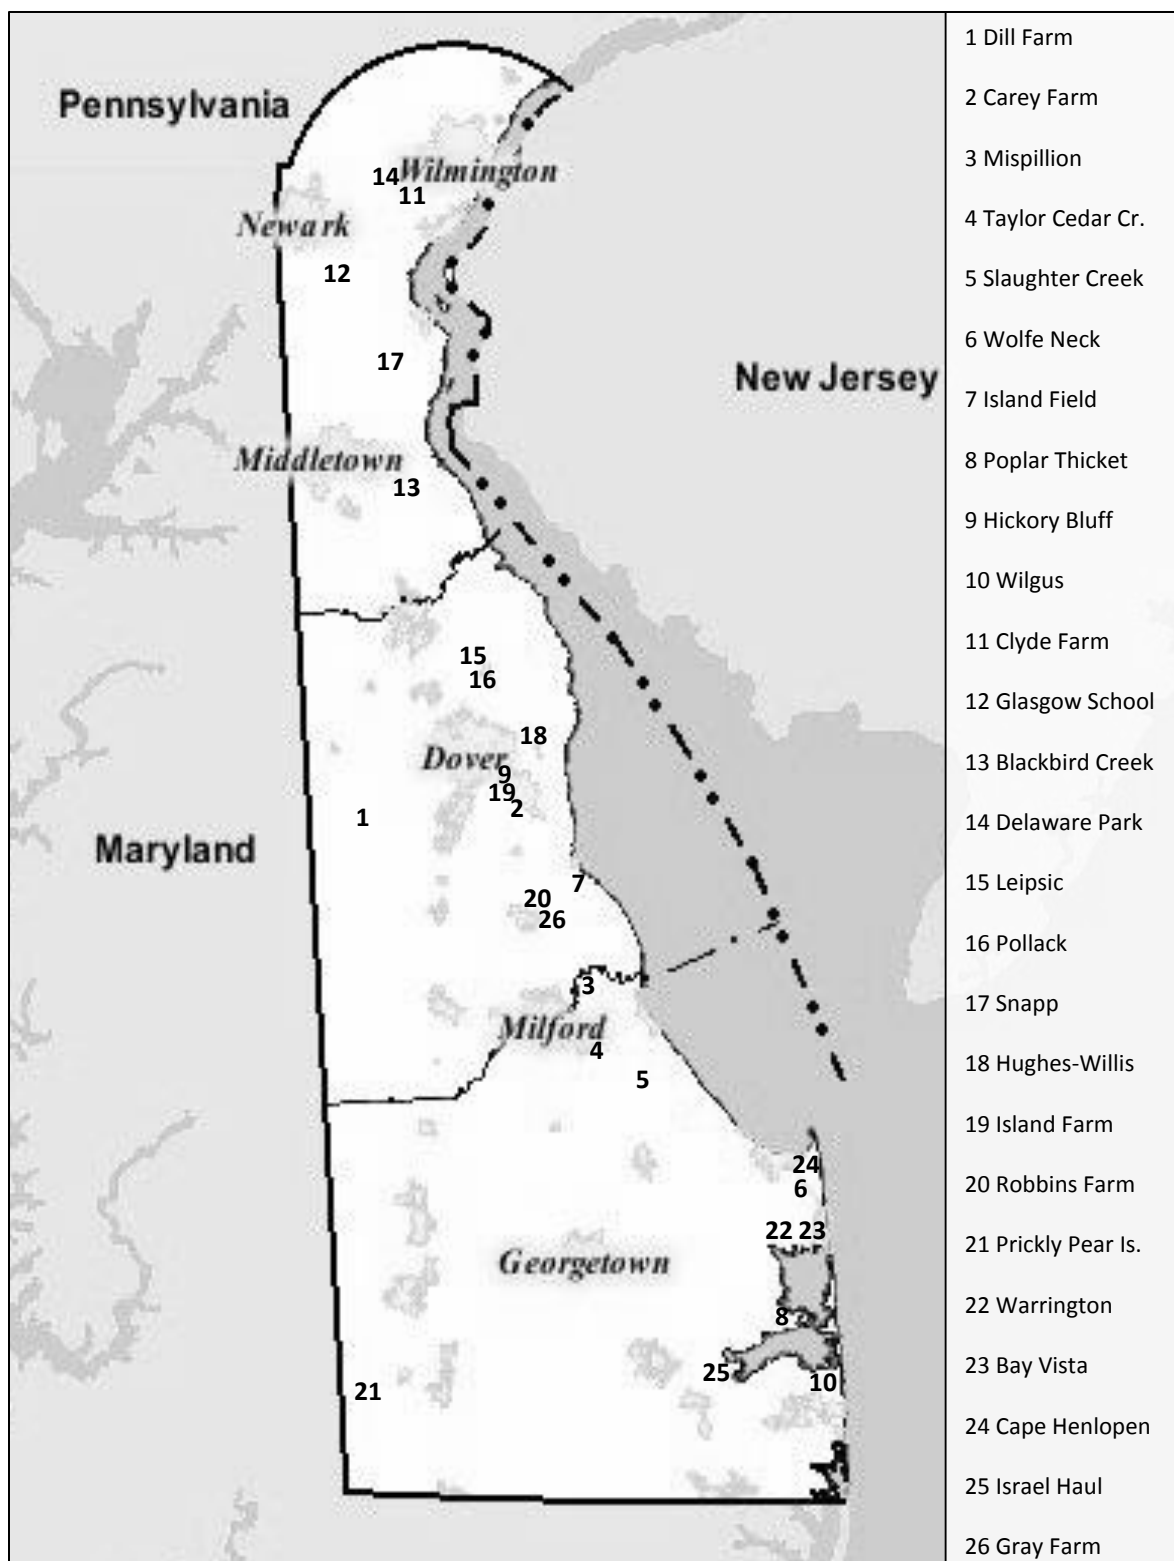 Pennsylvania
14
Wilmington
11
Newark
12
17
New Jersey
Middletown
13
15
16
18
Dover
9
19
2
1
Maryland
7
20
26
3
Milford
4
5
24
6
22
23
Georgetown
8
25
10
21
1 Dill Farm
2 Carey Farm
3 Mispillion
4 Taylor Cedar Cr.
5 Slaughter Creek
6 Wolfe Neck
7 Island Field
8 Poplar Thicket
9 Hickory Bluff
10 Wilgus
11 Clyde Farm
12 Glasgow School
13 Blackbird Creek
14 Delaware Park
15 Leipsic
16 Pollack
17 Snapp
18 Hughes-Willis
19 Island Farm
20 Robbins Farm
21 Prickly Pear Is.
22 Warrington
23 Bay Vista
24 Cape Henlopen
25 Israel Haul
26 Gray Farm